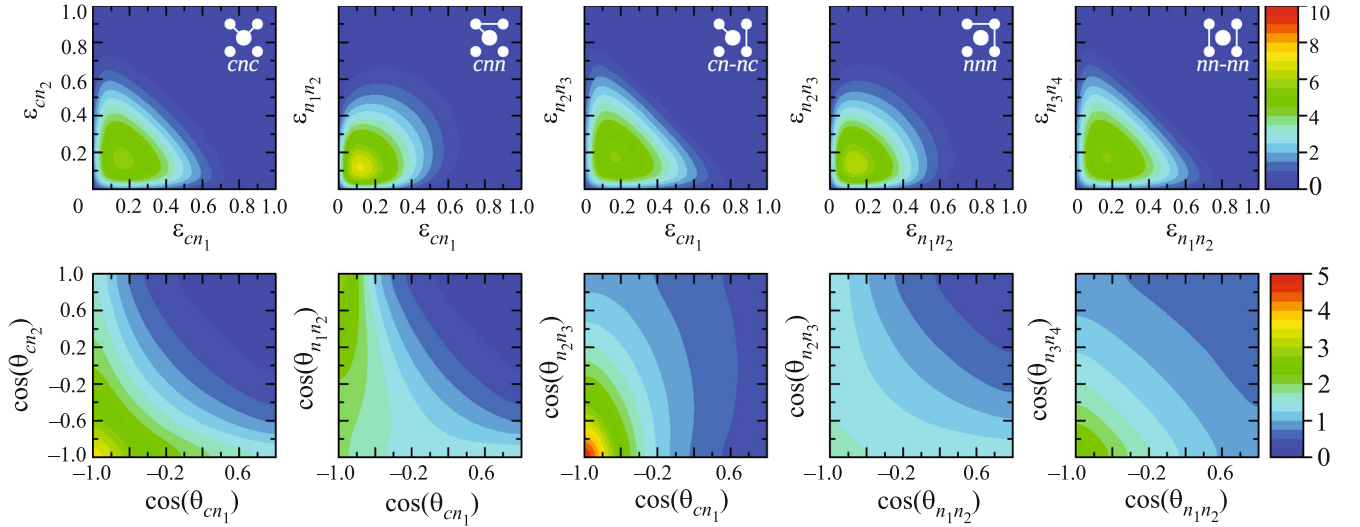 1.0 0.8 0.6 0.4 0.2
ε_{cn_2}
cnc
0 0.2 0.4 0.6 0.8 1.0
ε_{cn_1}
ε_{n_1n_2}
cnn
0 0.2 0.4 0.6 0.8 1.0
ε_{cn_1}
ε_{n_2n_3}
cn-nc
0 0.2 0.4 0.6 0.8 1.0
ε_{cn_1}
ε_{n_2n_3}
nnn
0 0.2 0.4 0.6 0.8 1.0
ε_{n_1n_2}
ε_{n_3n_4}
nn-nn
0 0.2 0.4 0.6 0.8 1.0
ε_{n_1n_2}
10 8 6 4 2 0
1.0 0.6 0.2 −0.2 −0.6 −1.0
cos(θ_{cn_2})
−1.0 −0.2 0.6
cos(θ_{cn_1})
cos(θ_{n_1n_2})
−1.0 −0.2 0.6
cos(θ_{cn_1})
cos(θ_{n_2n_3})
−1.0 −0.2 0.6
cos(θ_{cn_1})
cos(θ_{n_2n_3})
−1.0 −0.2 0.6
cos(θ_{n_1n_2})
cos(θ_{n_3n_4})
−1.0 −0.2 0.6
cos(θ_{n_1n_2})
5 4 3 2 1 0